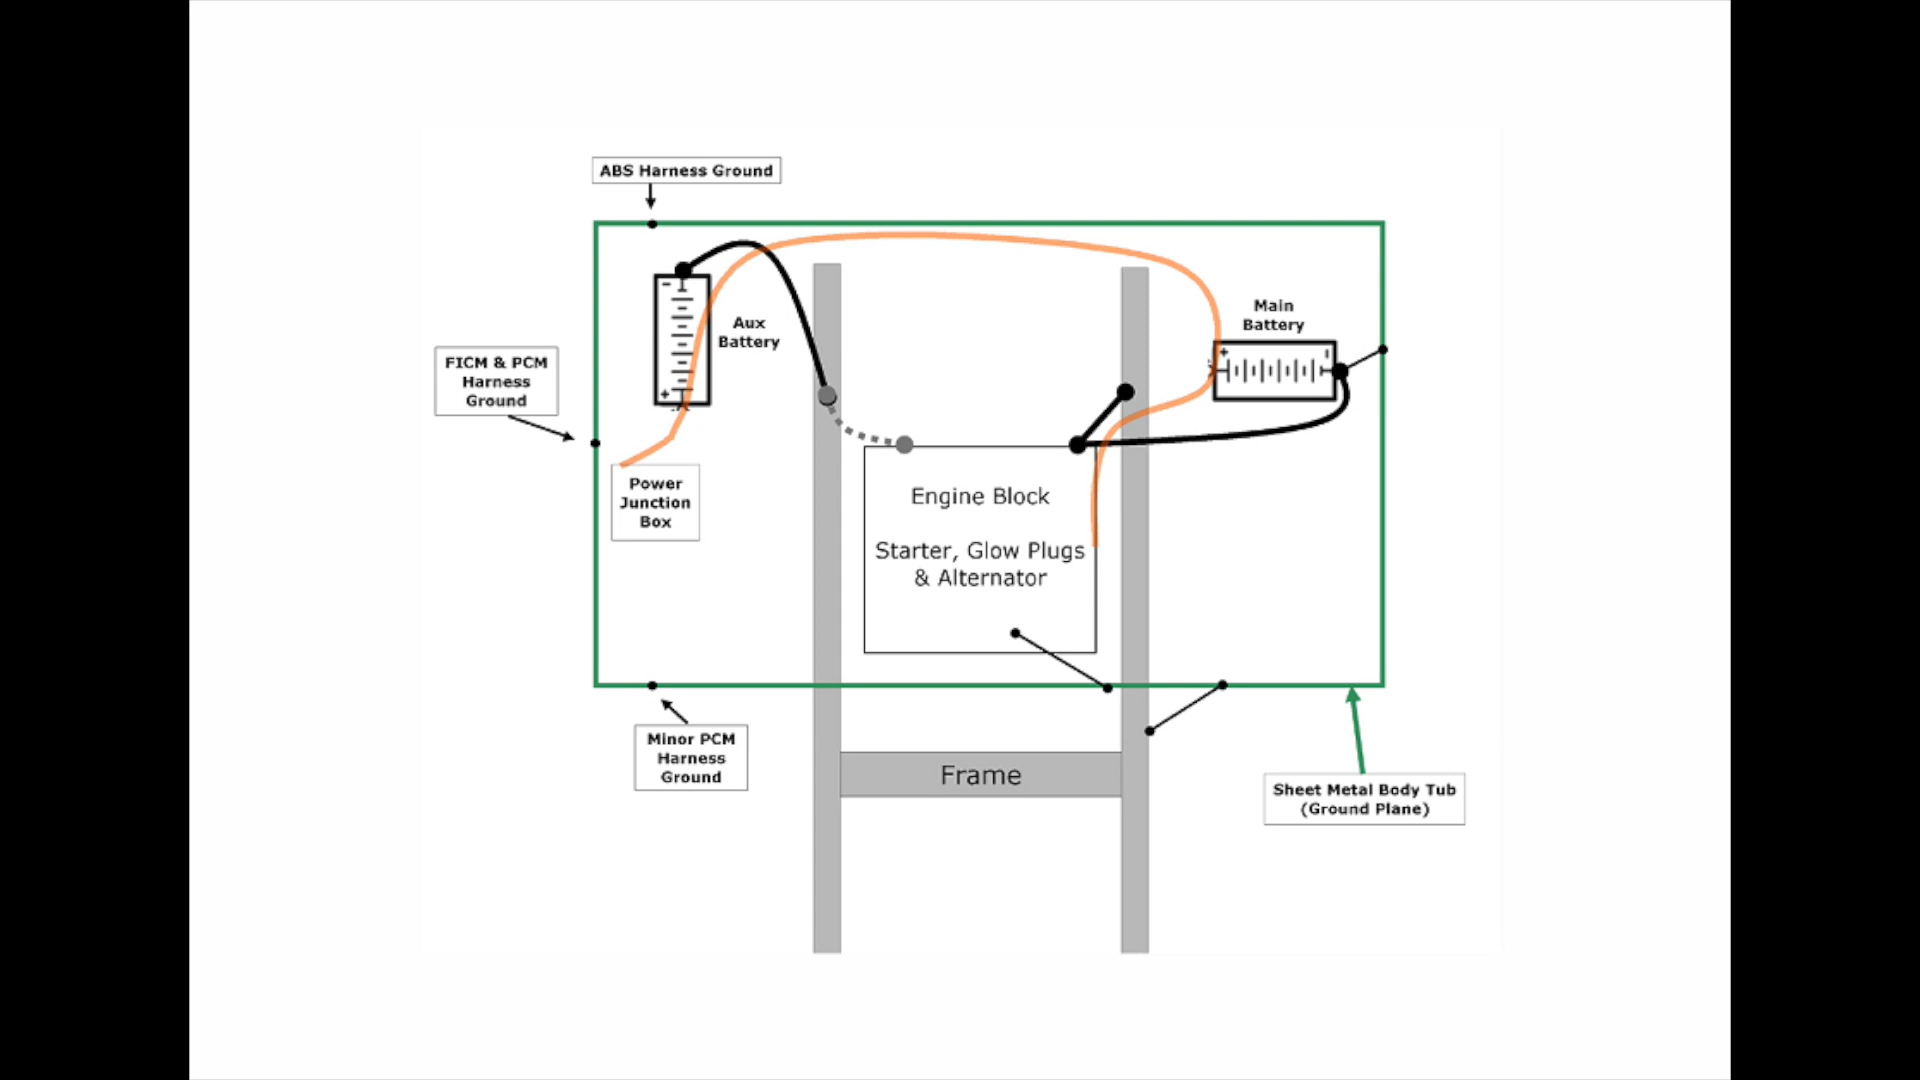 ABS Harness Ground
Main
Battery
Aux
Battery
- 
+
+
FICM & PCM
Harness
Ground
Power
Junction
Box
Engine Block
Starter, Glow Plugs
& Alternator
Minor PCM
Harness
Ground
Frame
Sheet Metal Body Tub
(Ground Plane)